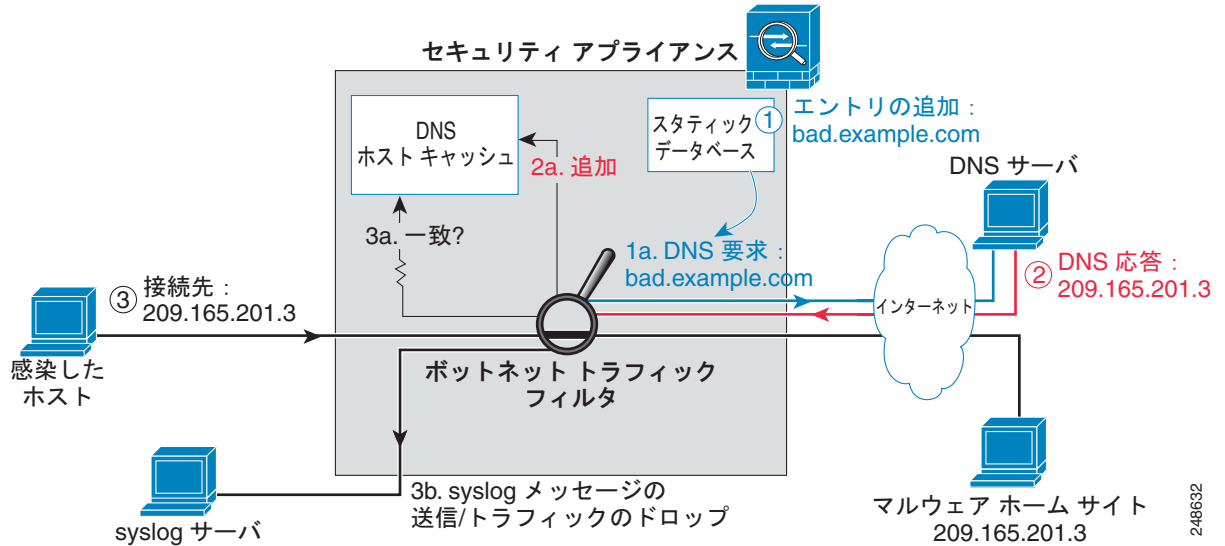 セキュリティ アプライアンス
DNS
ホスト キャッシュ
2a. 追加
スタティック
データベース
1
エントリの追加：
bad.example.com
DNS サーバ
3a. 一致?
1a. DNS 要求：
bad.example.com
2
DNS 応答：
209.165.201.3
3
接続先：
209.165.201.3
インターネット
感染した
ホスト
ボットネット トラフィック
フィルタ
3b. syslog メッセージの
送信/トラフィックのドロップ
syslog サーバ
マルウェア ホーム サイト
209.165.201.3
248632